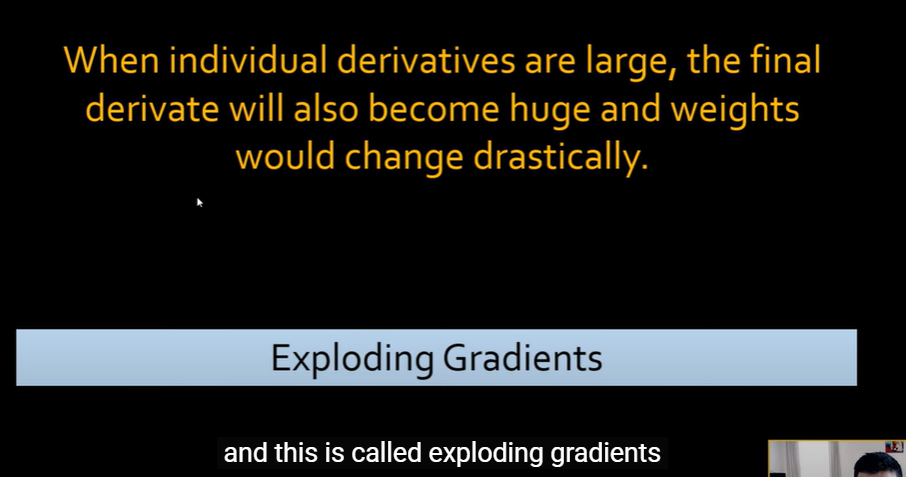 When individual derivatives are large, the final
derivate will also become huge and weights
would change drastically.
Exploding Gradients
and this is called exploding gradients